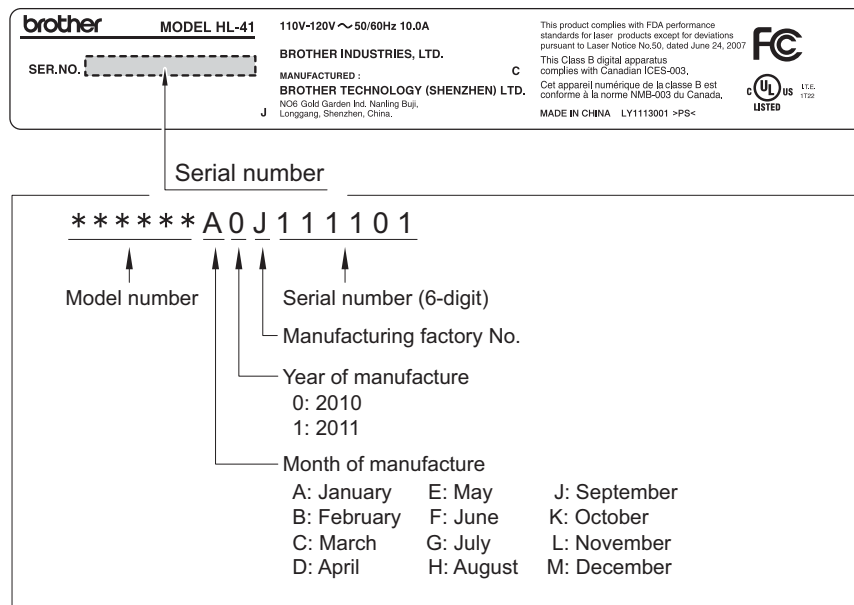 brother MODEL HL-41
SER.NO.
J
110V-120V ～ 50/60Hz 10.0A
BROTHER INDUSTRIES, LTD.
MANUFACTURED : C
BROTHER TECHNOLOGY (SHENZHEN) LTD.
NO6 Gold Garden Ind. Nanling Buji,
Longgang, Shenzhen, China.
This product complies with FDA performance
standards for laser products except for deviations
pursuant to Laser Notice No.50, dated June 24, 2007
This Class B digital apparatus
complies with Canadian ICES-003.
Cet appareil numérique de la classe B est
conforme à la norme NMB-003 du Canada.
MADE IN CHINA LY1113001 >PS<
FC
C UL US
LISTED
I.T.E.
1T22
Serial number
******A0J111101
Model number
Serial number (6-digit)
Manufacturing factory No.
Year of manufacture
0: 2010
1: 2011
Month of manufacture
A: January E: May J: September
B: February F: June K: October
C: March G: July L: November
D: April H: August M: December